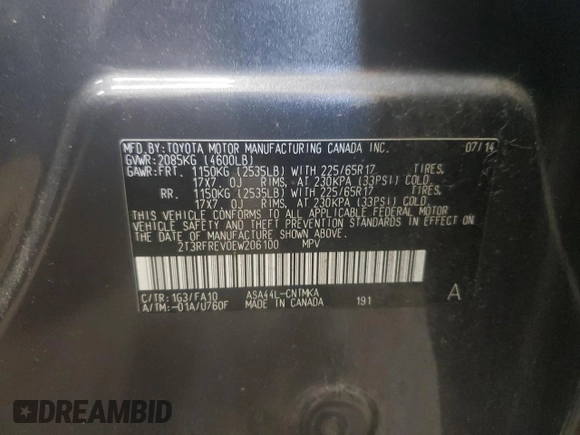 MFD.BY:TOYOTA MOTOR MANUFACTURING CANADA INC. 07/14
GVWR:2085KG (4600LB)
GAWR:FRT. 1150KG (2535LB) WITH 225/65R17 TIRES,
17X7.0J RIMS, AT 230KPA (33PSI) COLD.
RR. 1150KG (2535LB) WITH 225/65R17 TIRES,
17X7.0J RIMS, AT 230KPA (33PSI) COLD.
THIS VEHICLE CONFORMS TO ALL APPLICABLE FEDERAL MOTOR
VEHICLE SAFETY AND THEFT PREVENTION STANDARDS IN EFFECT ON
THE DATE OF MANUFACTURE SHOWN ABOVE.
2T3RFREV0EW206100 MPV
C/TR:1G3/FA10 ASA44L-CNTMKA 191 A
A/TM:-01A/U760F MADE IN CANADA
DREAMBID